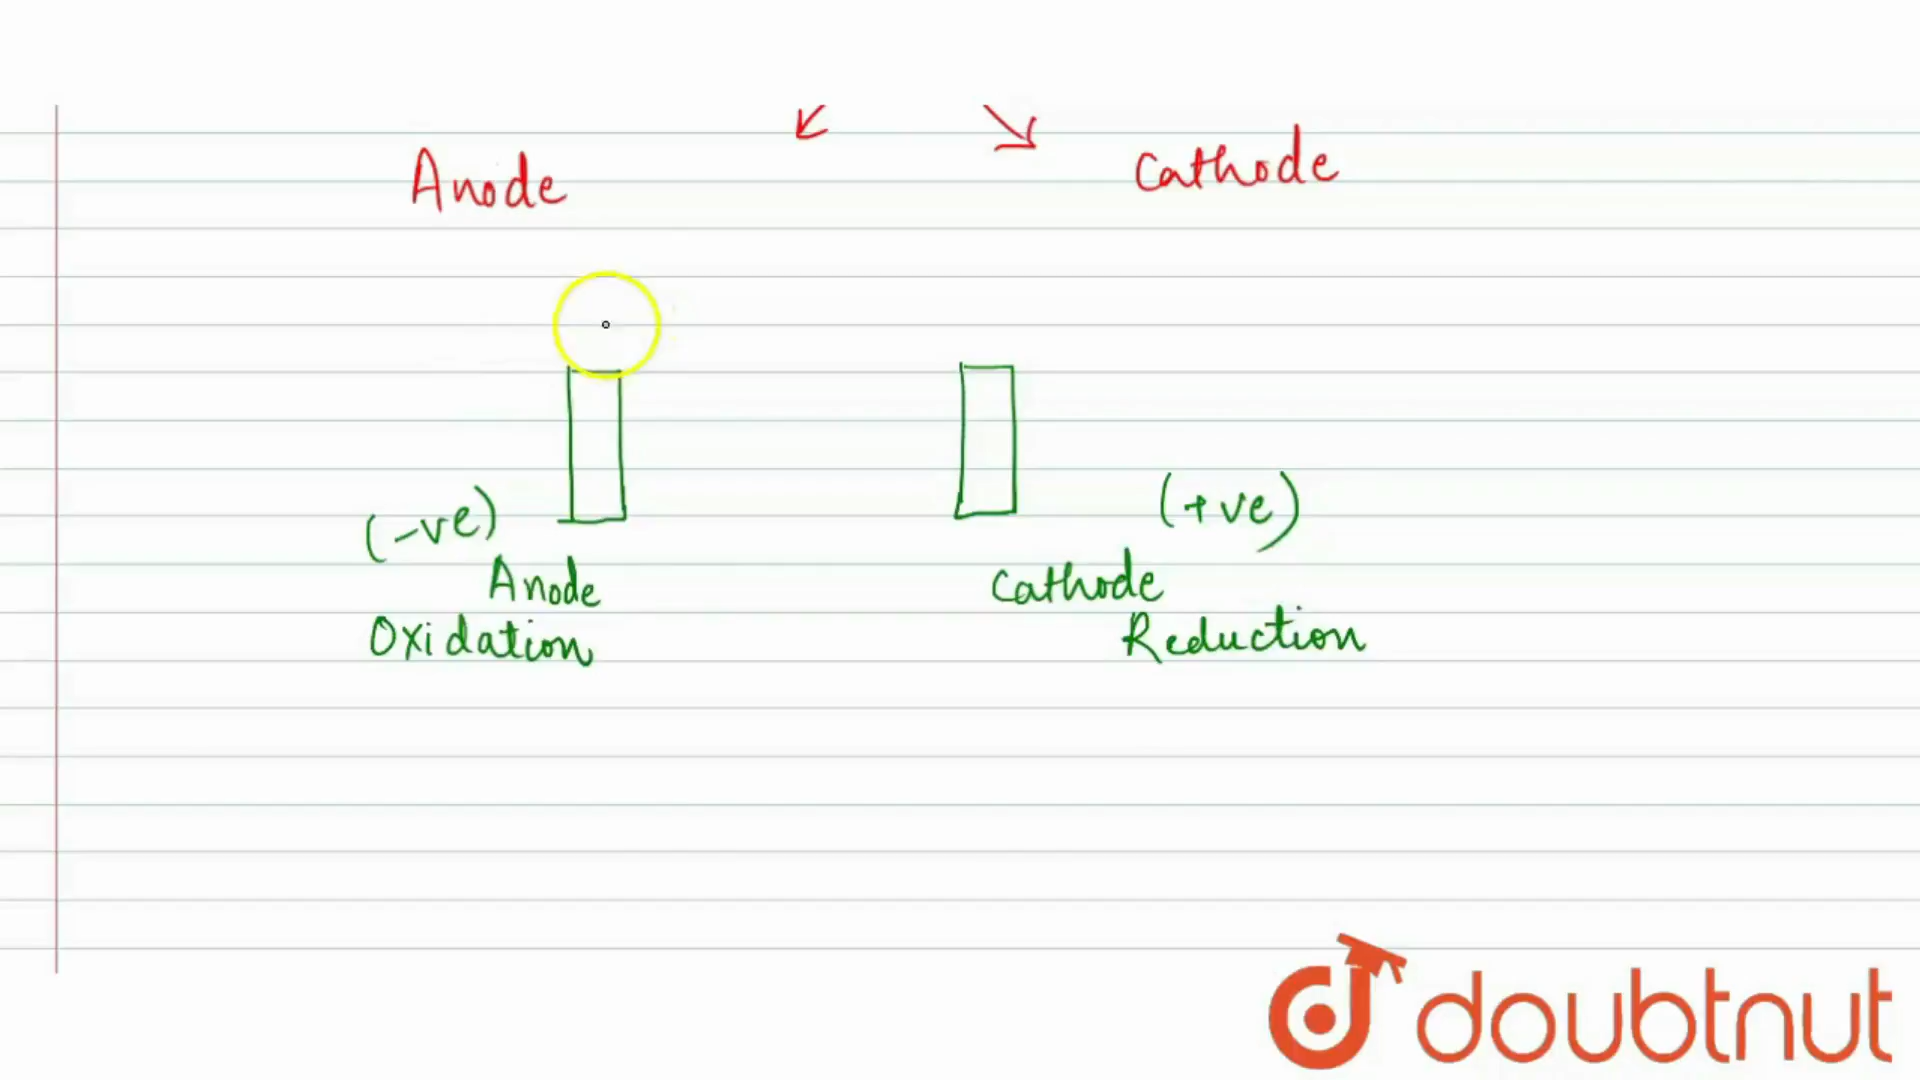 Anode
Cathode
(-ve)
(+ve)
Anode
Cathode
Oxidation
Reduction
doubtnut